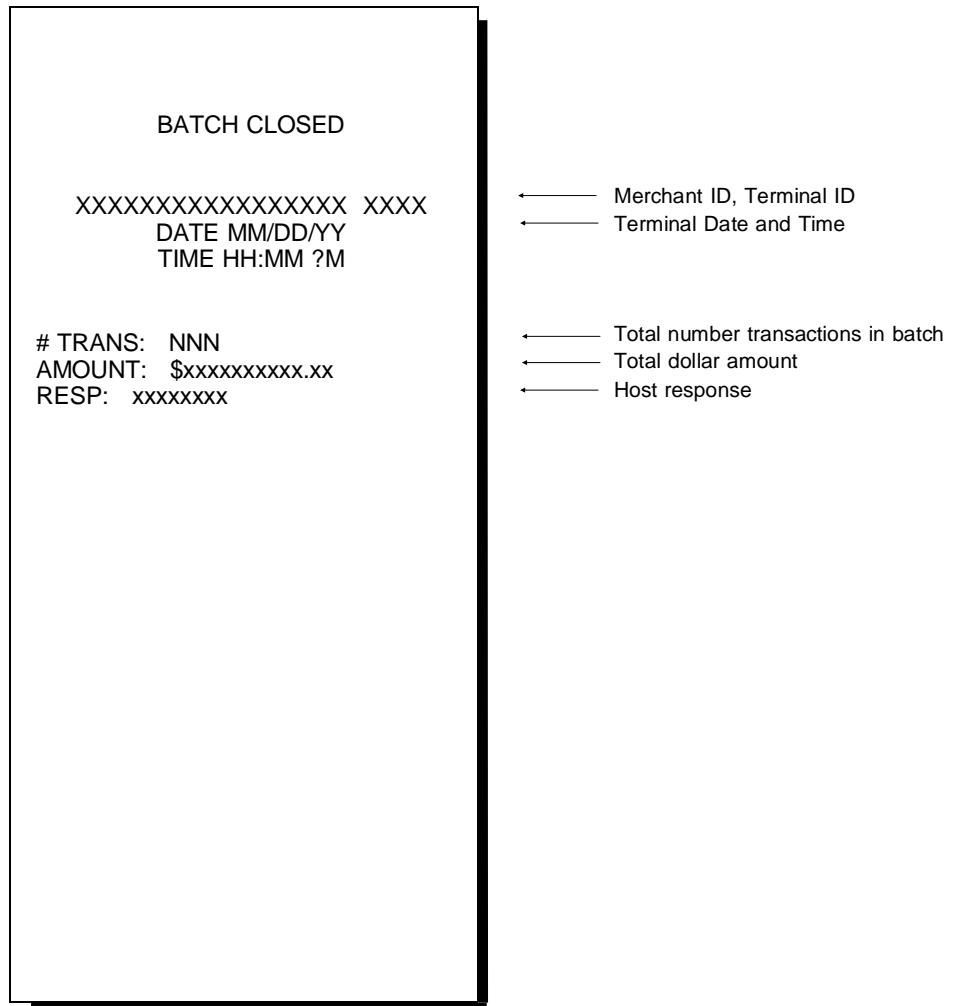 BATCH CLOSED
XXXXXXXXXXXXXXXXX XXXX
Merchant ID, Terminal ID
DATE MM/DD/YY
Terminal Date and Time
TIME HH:MM ?M
# TRANS: NNN
Total number transactions in batch
AMOUNT: $xxxxxxxxxx.xx
Total dollar amount
RESP: xxxxxxxx
Host response